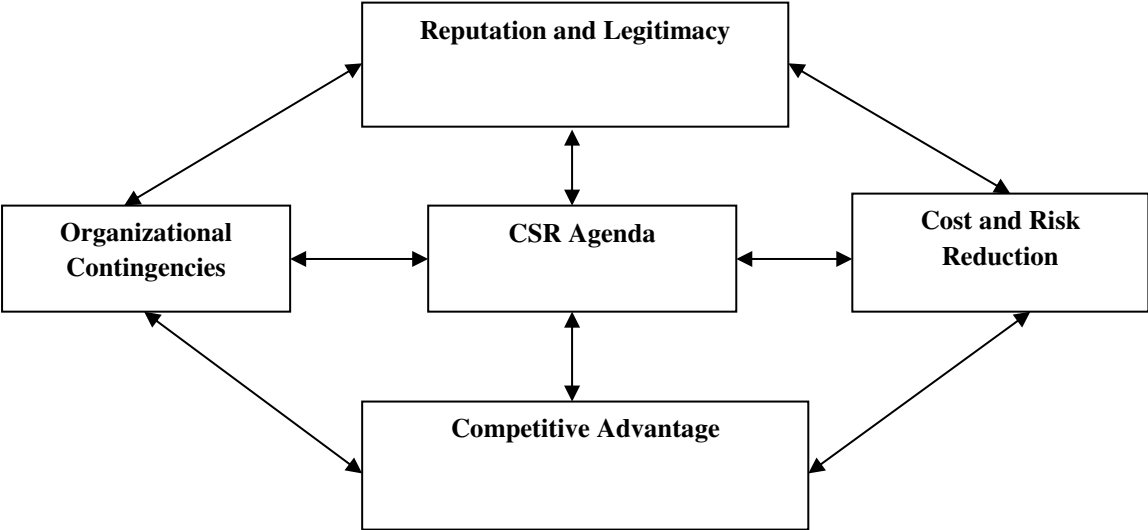 Reputation and Legitimacy
Organizational
Contingencies
CSR Agenda
Cost and Risk
Reduction
Competitive Advantage